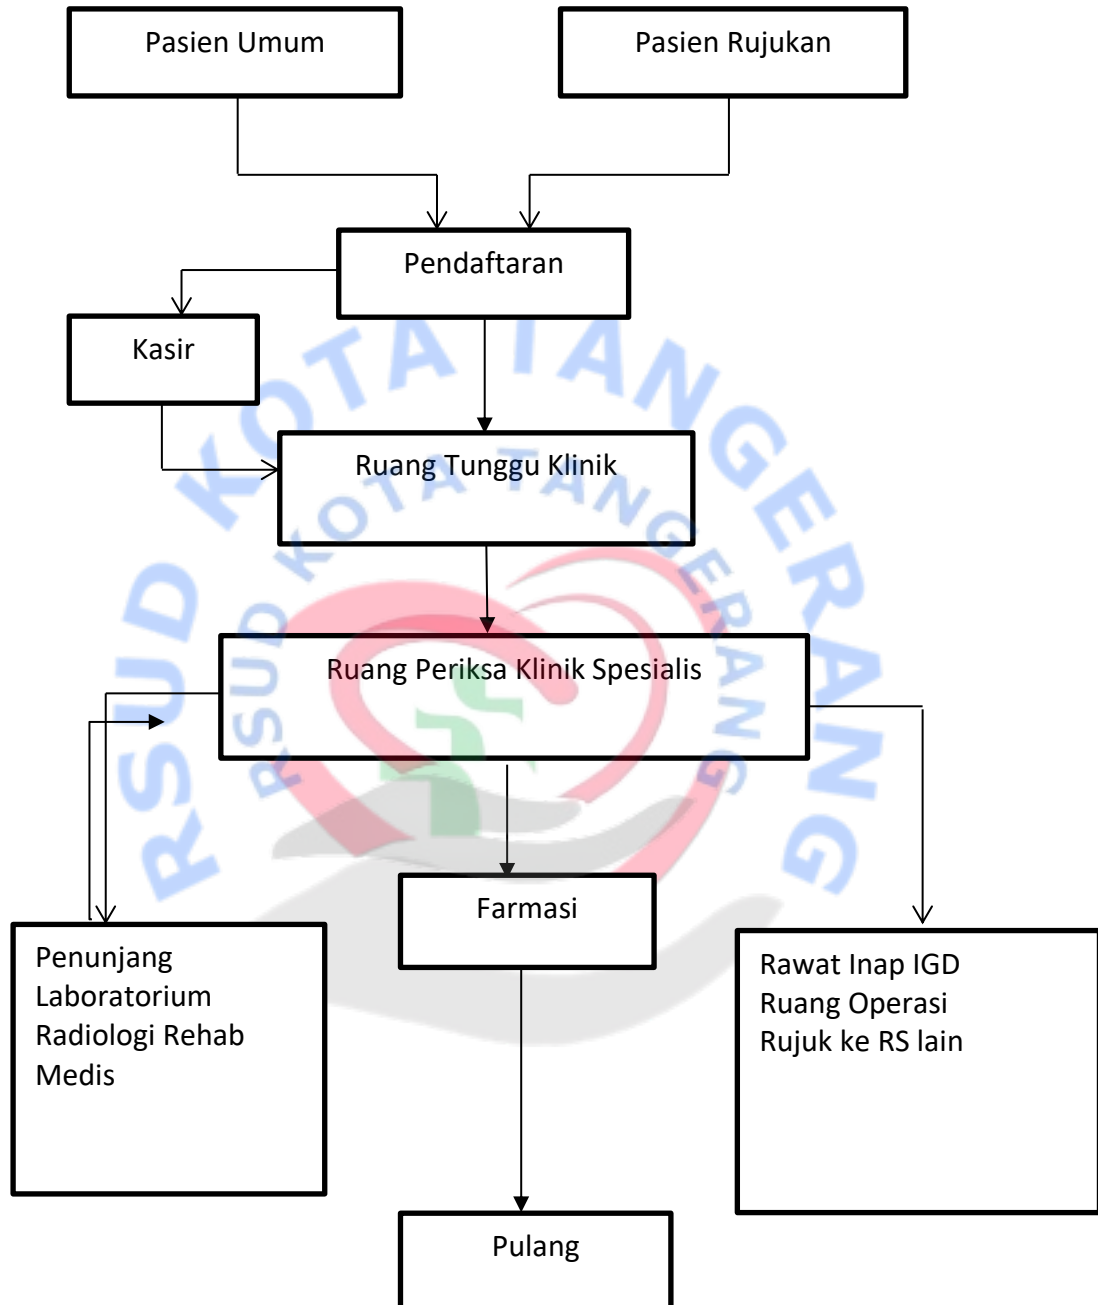 Pasien Umum
Pasien Rujukan
Pendaftaran
Kasir
RSUD KOTA TANGERANG
RSUD KOTA TANGERANG
Ruang Tunggu Klinik
Ruang Periksa Klinik Spesialis
Farmasi
Penunjang
Laboratorium
Radiologi Rehab
Medis
Rawat Inap IGD
Ruang Operasi
Rujuk ke RS lain
Pulang